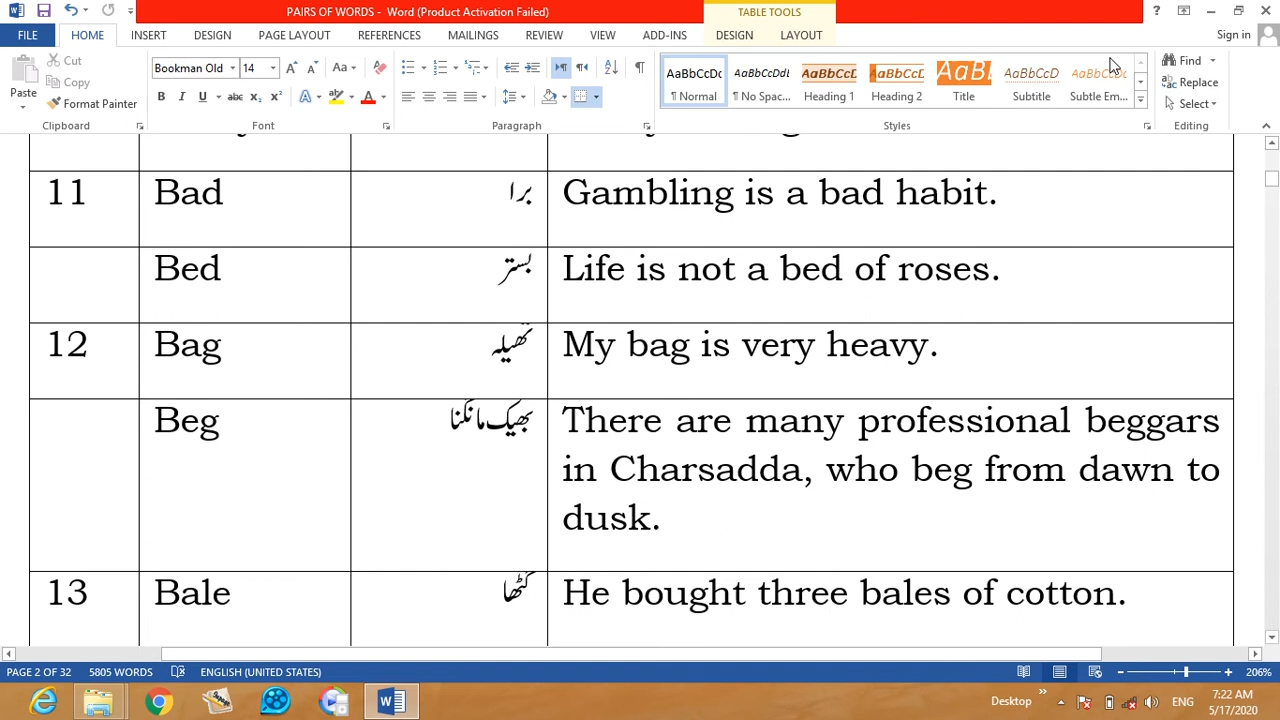 PAIRS OF WORDS - Word (Product Activation Failed)
TABLE TOOLS
?
FILE HOME INSERT DESIGN PAGE LAYOUT REFERENCES MAILINGS REVIEW VIEW ADD-INS DESIGN LAYOUT Sign in
Paste
Cut
Copy
Format Painter
Clipboard
Bookman Old 14
Font
Paragraph
AaBbCcDc AaBbCcDdI AaBbCcD AaBbCcD AaB AaBbCcD AaBbCcDc
¶ Normal ¶ No Spac... Heading 1 Heading 2 Title Subtitle Subtle Em...
Styles
Find
Replace
Select
Editing
11 Bad برا Gambling is a bad habit.
Bed بستر Life is not a bed of roses.
12 Bag تھیلہ My bag is very heavy.
Beg بھیک مانگنا There are many professional beggars
in Charsadda, who beg from dawn to
dusk.
13 Bale گٹھا He bought three bales of cotton.
PAGE 2 OF 32 5805 WORDS ENGLISH (UNITED STATES) 206%
Desktop ENG 7:22 AM
5/17/2020